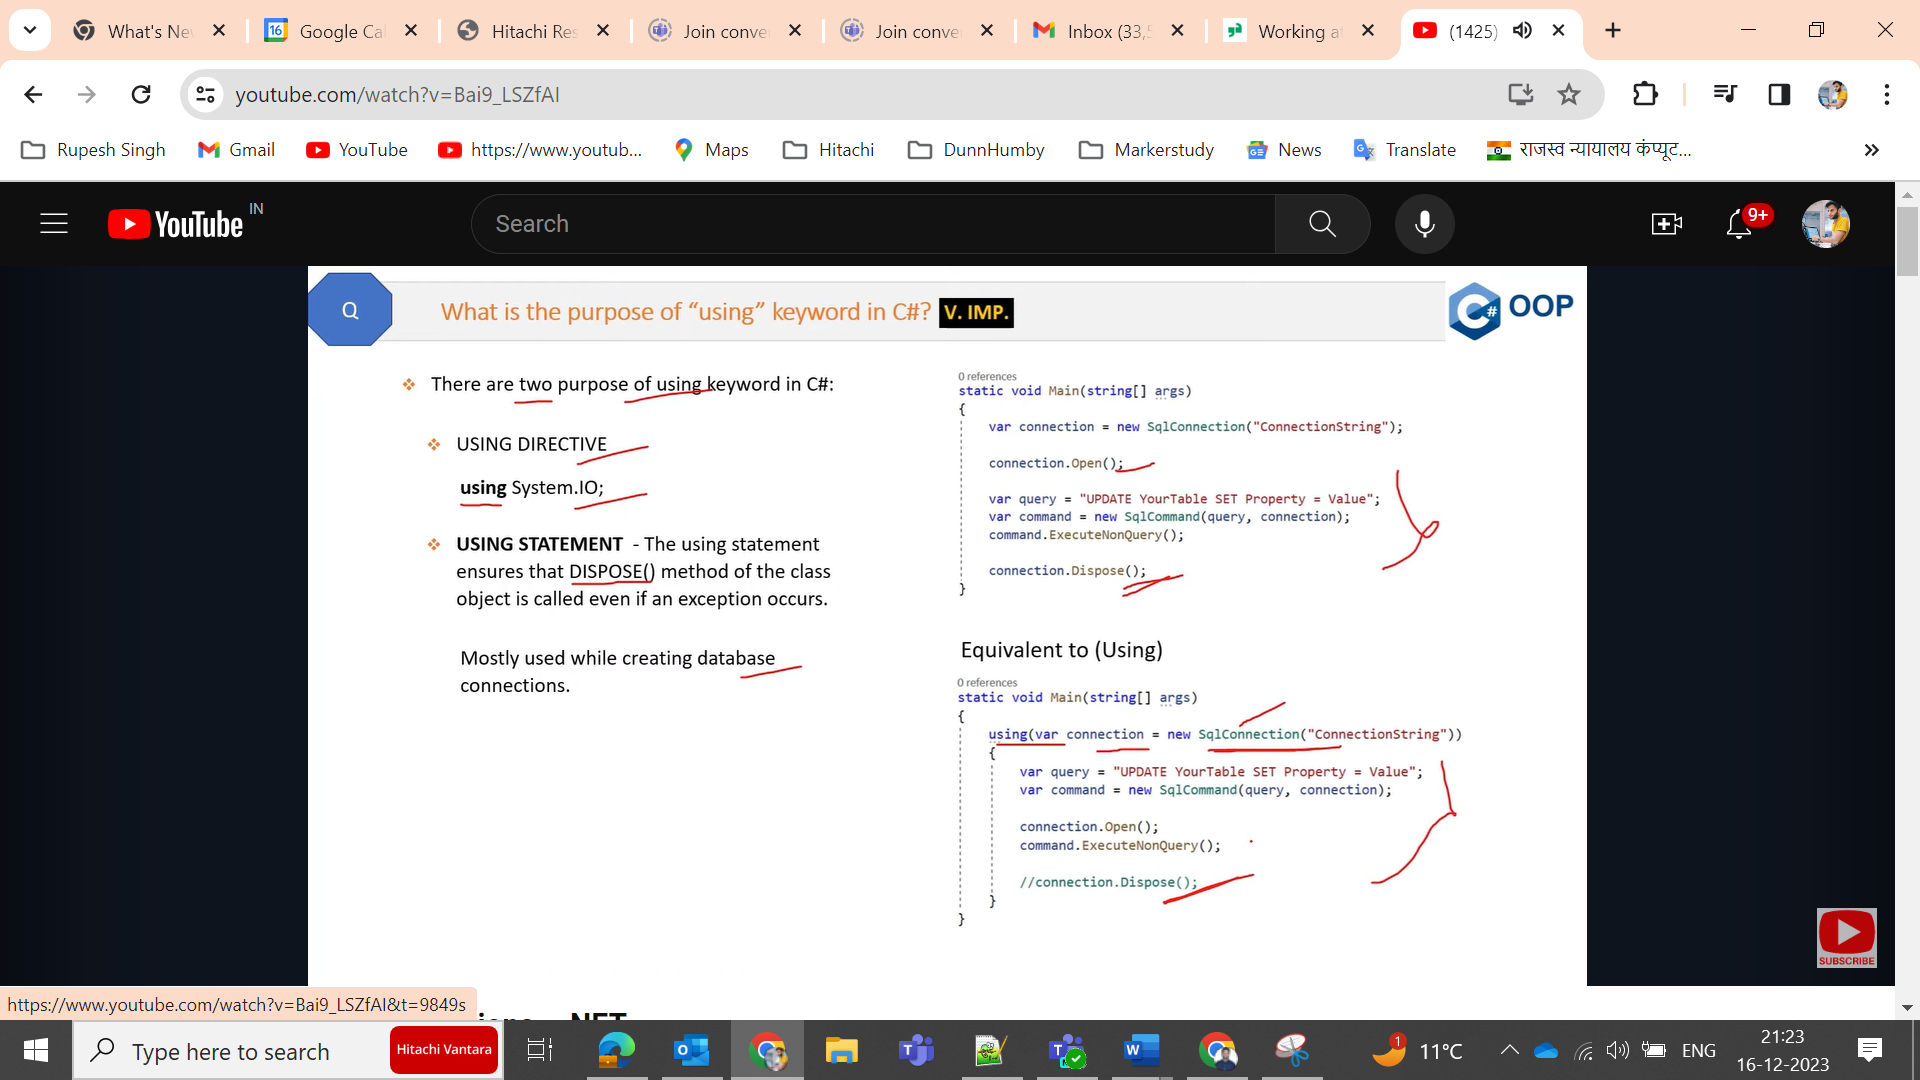 What's Ne
Google Cal
Hitachi Res
Join conve
Join conve
Inbox (33,5
Working a
(1425)
youtube.com/watch?v=Bai9_LSZfAI
Rupesh Singh
Gmail
YouTube
https://www.youtub...
Maps
Hitachi
DunnHumby
Markerstudy
News
Translate
राजस्व न्यायालय कंप्यूट...
YouTube IN
Search
9+
Q
What is the purpose of “using” keyword in C#? V. IMP.
C# OOP
There are two purpose of using keyword in C#:
USING DIRECTIVE
using System.IO;
USING STATEMENT - The using statement
ensures that DISPOSE() method of the class
object is called even if an exception occurs.
Mostly used while creating database
connections.
0 references
static void Main(string[] args)
{
var connection = new SqlConnection("ConnectionString");
connection.Open();
var query = "UPDATE YourTable SET Property = Value";
var command = new SqlCommand(query, connection);
command.ExecuteNonQuery();
connection.Dispose();
}
Equivalent to (Using)
0 references
static void Main(string[] args)
{
using(var connection = new SqlConnection("ConnectionString"))
{
var query = "UPDATE YourTable SET Property = Value";
var command = new SqlCommand(query, connection);
connection.Open();
command.ExecuteNonQuery();
//connection.Dispose();
}
}
SUBSCRIBE
https://www.youtube.com/watch?v=Bai9_LSZfAI&t=9849s
Type here to search
Hitachi Vantara
1
11°C
ENG
21:23
16-12-2023